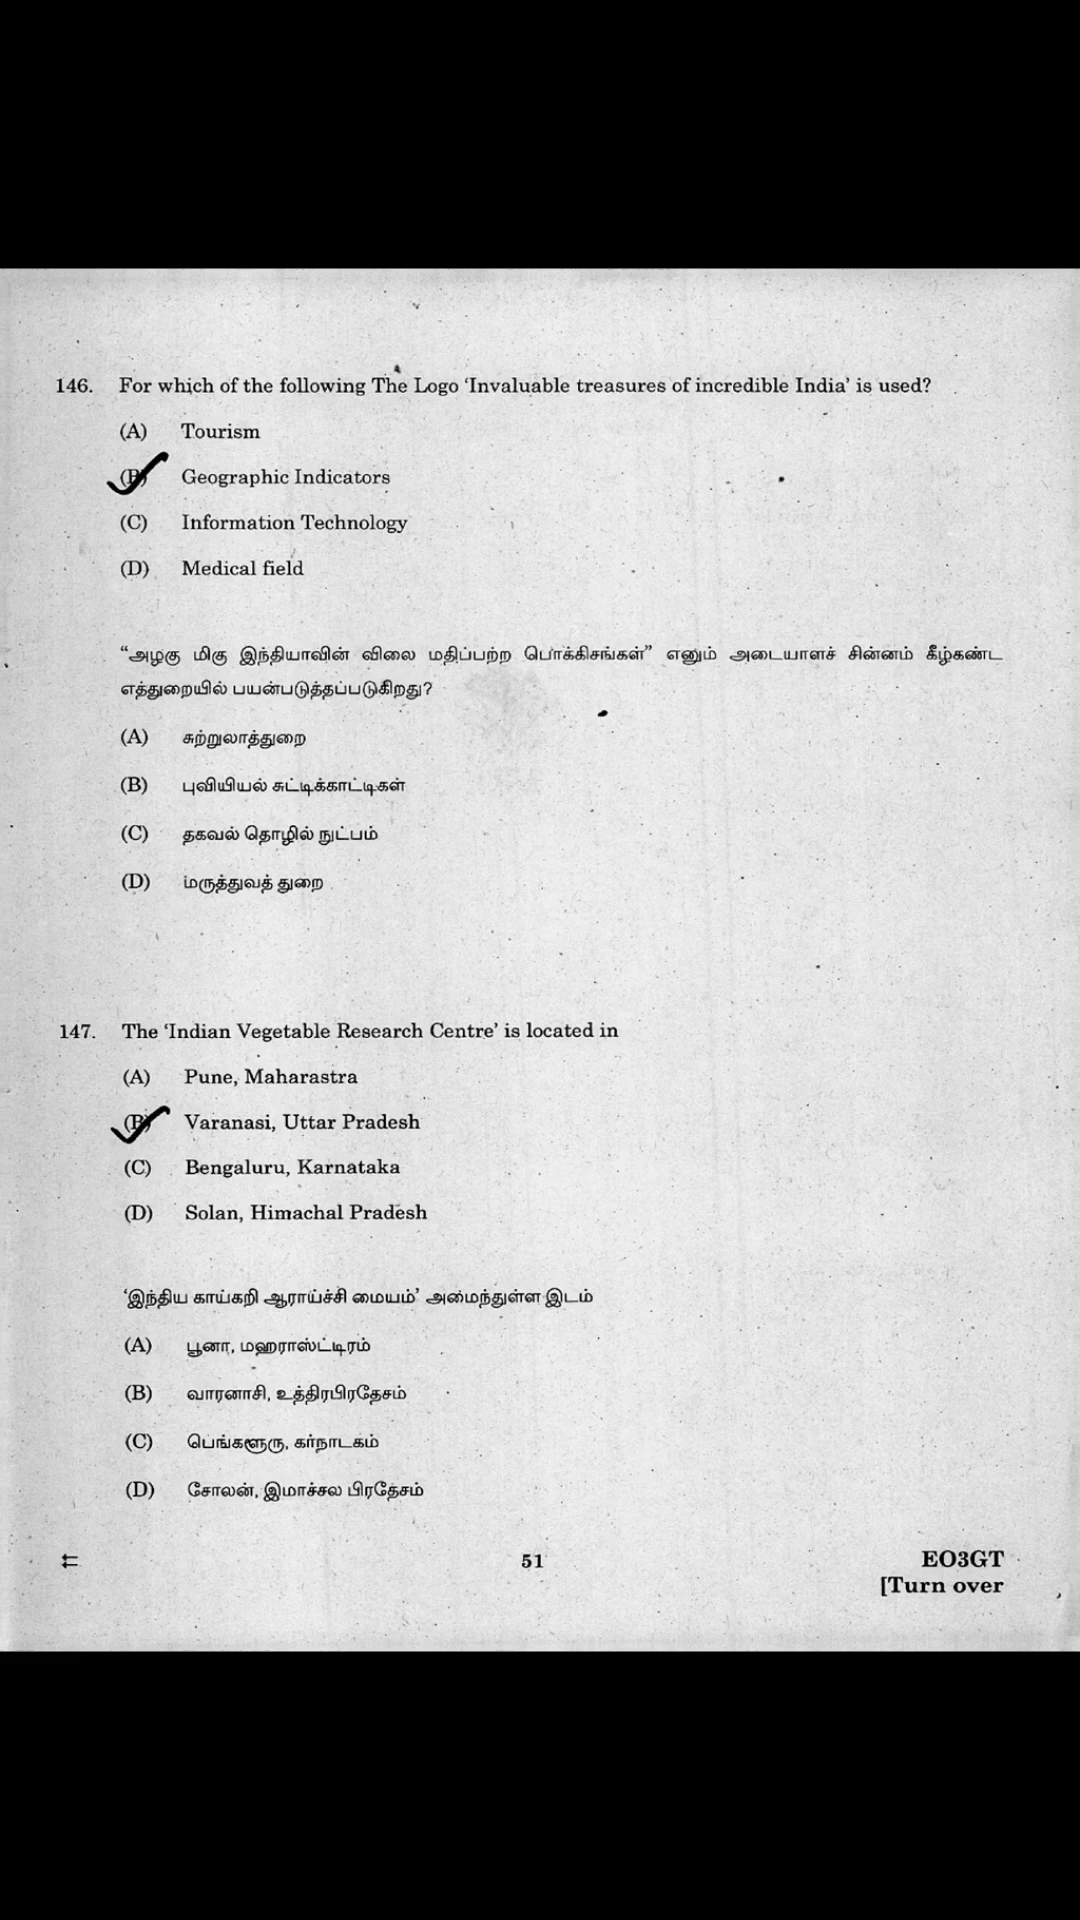 146. For which of the following The Logo ‘Invaluable treasures of incredible India’ is used?
(A) Tourism
(B) Geographic Indicators
(C) Information Technology
(D) Medical field
“அழகு மிகு இந்தியாவின் விலை மதிப்பற்ற பொக்கிசங்கள்” எனும் அடையாளச் சின்னம் கீழ்கண்ட
எத்துறையில் பயன்படுத்தப்படுகிறது?
(A) சுற்றுலாத்துறை
(B) புவியியல் சுட்டிக்காட்டிகள்
(C) தகவல் தொழில் நுட்பம்
(D) மருத்துவத் துறை
147. The ‘Indian Vegetable Research Centre’ is located in
(A) Pune, Maharastra
(B) Varanasi, Uttar Pradesh
(C) Bengaluru, Karnataka
(D) Solan, Himachal Pradesh
‘இந்திய காய்கறி ஆராய்ச்சி மையம்’ அமைந்துள்ள இடம்
(A) பூனா, மஹராஸ்ட்டிரம்
(B) வாரனாசி, உத்திரபிரதேசம்
(C) பெங்களூரு, கர்நாடகம்
(D) சோலன், இமாச்சல பிரதேசம்
51 EO3GT
[Turn over